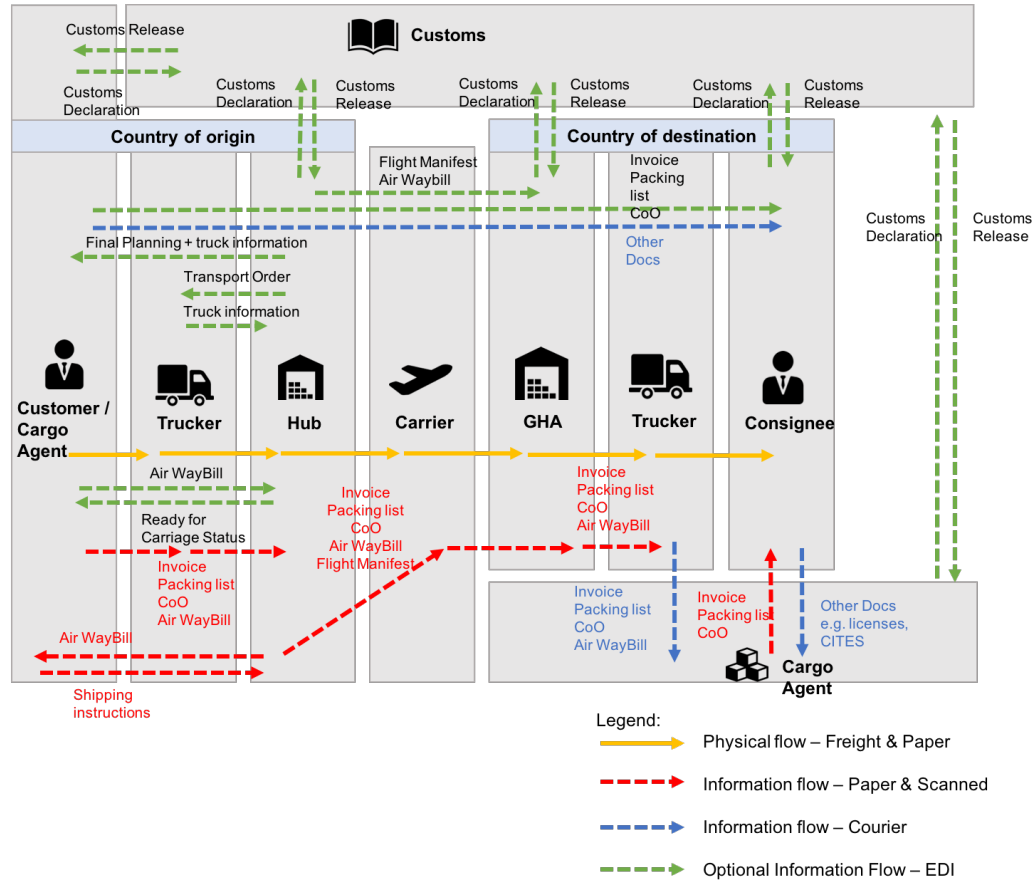 Customs Release
Customs
Declaration
Customs
Customs
Declaration
Customs
Release
Customs
Declaration
Customs
Release
Customs
Declaration
Customs
Release
Country of origin
Country of destination
Flight Manifest
Air Waybill
Invoice
Packing
list
CoO
Other
Docs
Customs
Declaration
Customs
Release
Final Planning + truck information
Transport Order
Truck information
Customer /
Cargo
Agent
Trucker
Hub
Carrier
GHA
Trucker
Consignee
Air WayBill
Ready for
Carriage Status
Invoice
Packing list
CoO
Air WayBill
Invoice
Packing list
CoO
Air WayBill
Flight Manifest
Invoice
Packing list
CoO
Air WayBill
Air WayBill
Shipping
instructions
Invoice
Packing list
CoO
Air WayBill
Invoice
Packing list
CoO
Other Docs
e.g. licenses,
CITES
Cargo
Agent
Legend:
Physical flow – Freight & Paper
Information flow – Paper & Scanned
Information flow – Courier
Optional Information Flow – EDI